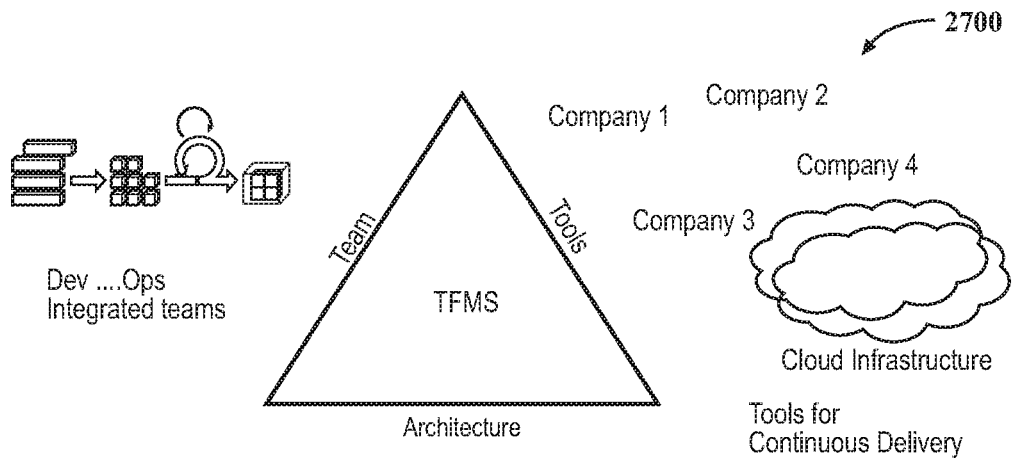 2700
Company 1
Company 2
Company 4
Company 3
Team
Tools
Dev ....Ops
Integrated teams
TFMS
Cloud Infrastructure
Architecture
Tools for
Continuous Delivery